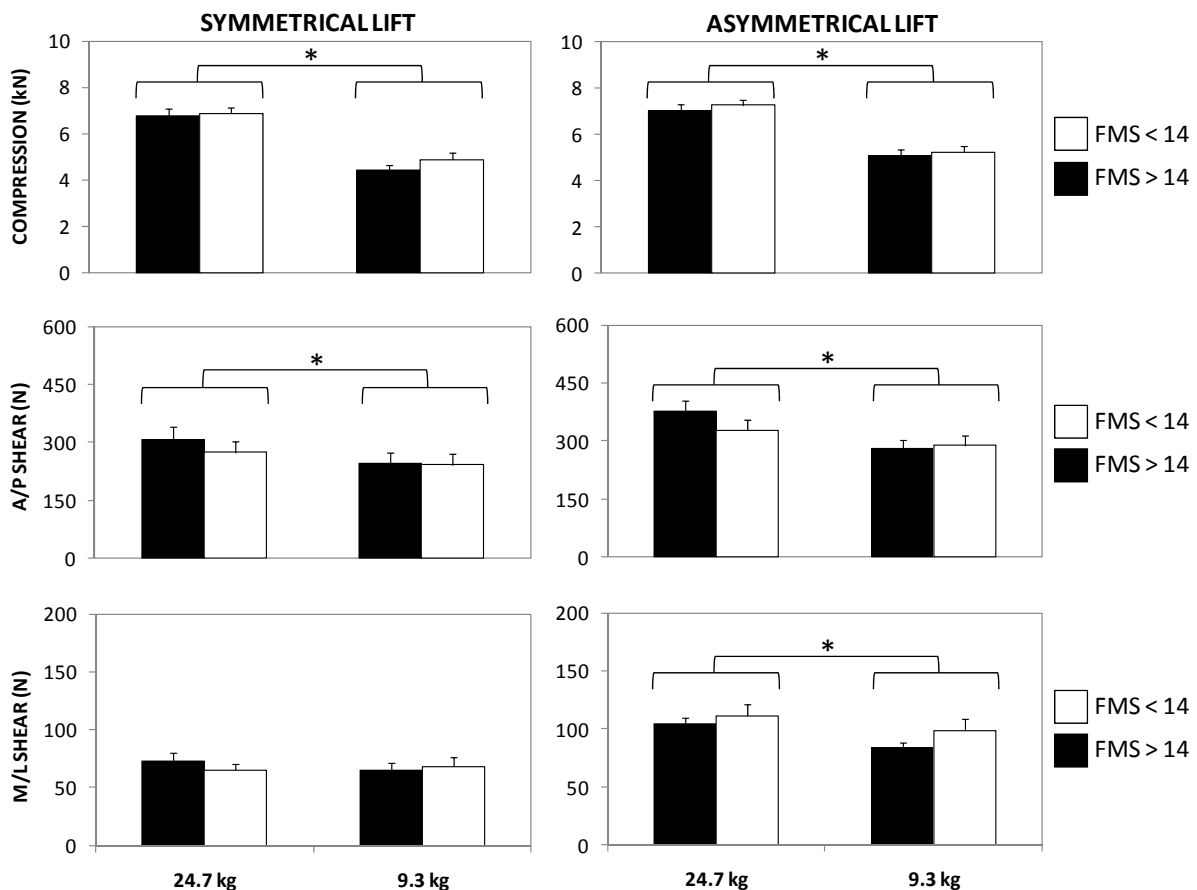 SYMMETRICAL LIFT
ASYMMETRICAL LIFT
COMPRESSION (kN)
10
8
6
4
2
0
*
10
8
6
4
2
0
*
FMS < 14
FMS > 14
A/P SHEAR (N)
600
450
300
150
0
*
600
450
300
150
0
*
FMS < 14
FMS > 14
M/L SHEAR (N)
200
150
100
50
0
200
150
100
50
0
*
FMS < 14
FMS > 14
24.7 kg
9.3 kg
24.7 kg
9.3 kg